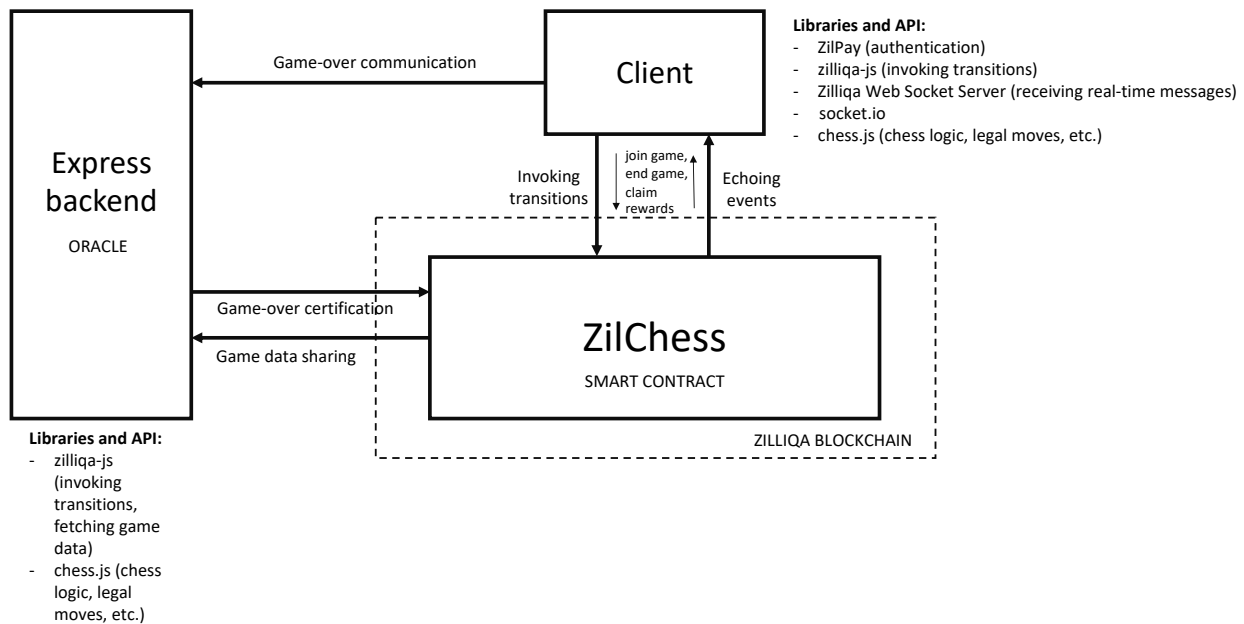 Libraries and API:
- ZilPay (authentication)
- zilliqa-js (invoking transitions)
- Zilliqa Web Socket Server (receiving real-time messages)
- socket.io
- chess.js (chess logic, legal moves, etc.)
Client
Game-over communication
Express
backend
ORACLE
Invoking
transitions
join game,
end game,
claim
rewards
Echoing
events
Game-over certification
Game data sharing
ZilChess
SMART CONTRACT
ZILLIQA BLOCKCHAIN
Libraries and API:
- zilliqa-js
(invoking
transitions,
fetching game
data)
- chess.js (chess
logic, legal
moves, etc.)